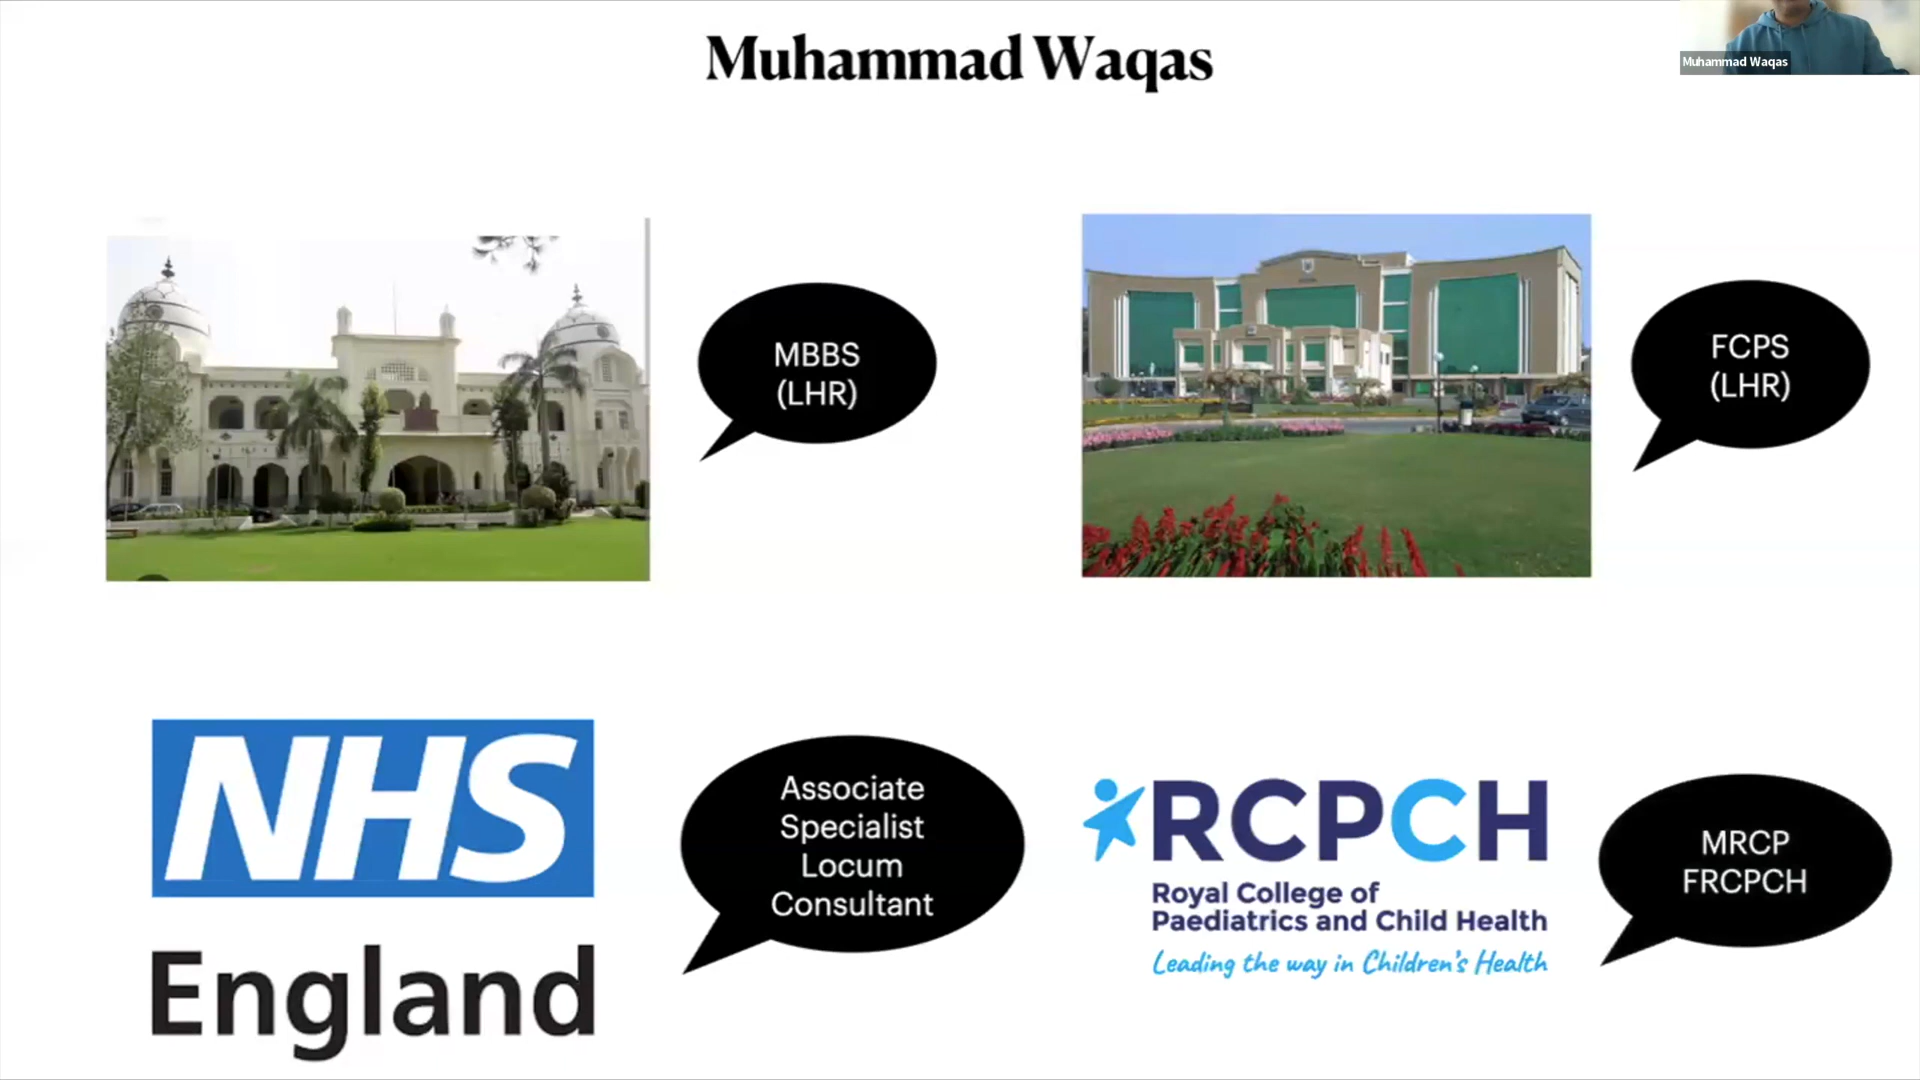 Muhammad Waqas
Muhammad Waqas
MBBS
(LHR)
FCPS
(LHR)
NHS
England
Associate
Specialist
Locum
Consultant
RCPCH
Royal College of
Paediatrics and Child Health
Leading the way in Children's Health
MRCP
FRCPCH